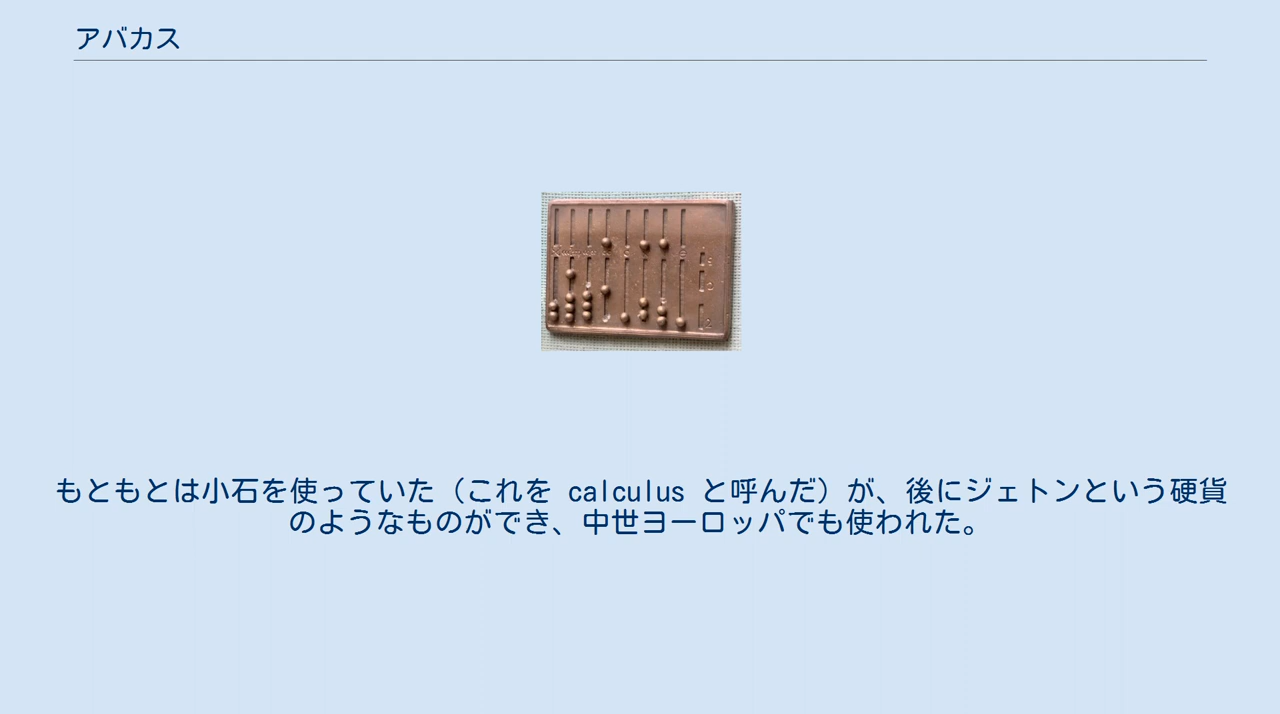 アバカス
もともとは小石を使っていた（これを calculus と呼んだ）が、後にジェトンという硬貨
のようなものができ、中世ヨーロッパでも使われた。